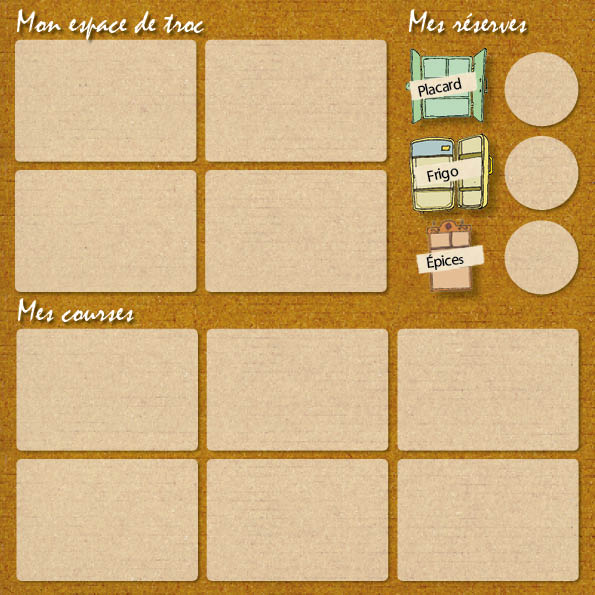 Mon espace de troc
Mes réserves
Placard
Frigo
Épices
Mes courses